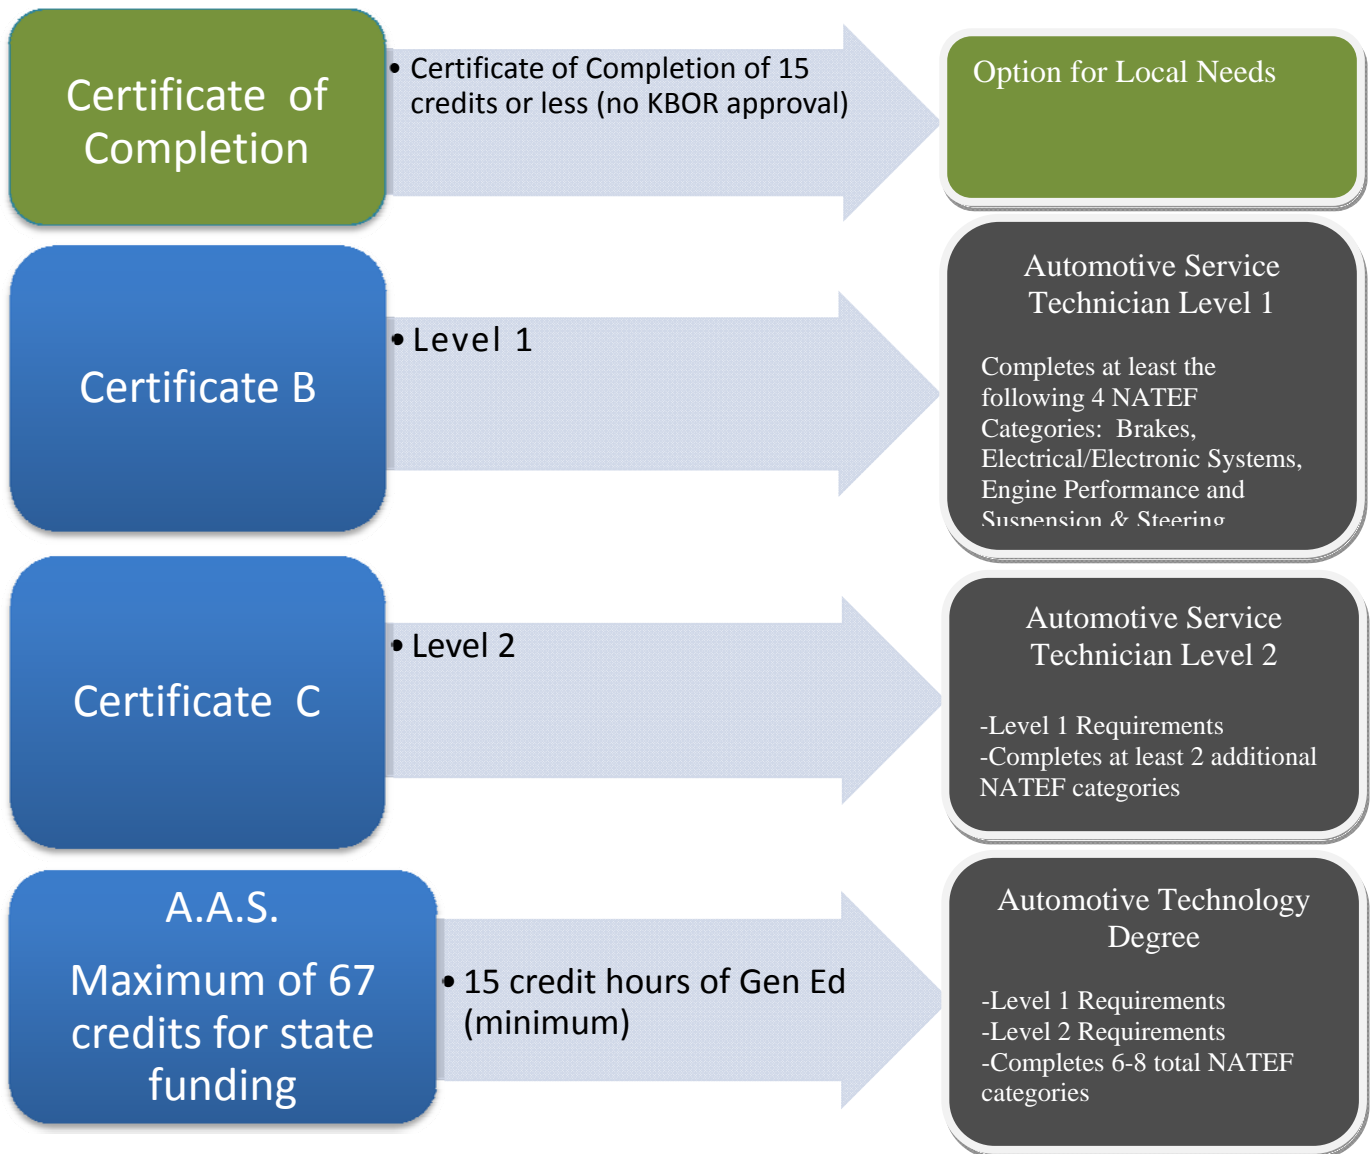 Certificate of
Completion
• Certificate of Completion of 15
credits or less (no KBOR approval)
Option for Local Needs
Certificate B
• Level 1
Automotive Service
Technician Level 1
Completes at least the
following 4 NATEF
Categories: Brakes,
Electrical/Electronic Systems,
Engine Performance and
Suspension & Steering
Certificate C
• Level 2
Automotive Service
Technician Level 2
-Level 1 Requirements
-Completes at least 2 additional
NATEF categories
A.A.S.
Maximum of 67
credits for state
funding
• 15 credit hours of Gen Ed
(minimum)
Automotive Technology
Degree
-Level 1 Requirements
-Level 2 Requirements
-Completes 6-8 total NATEF
categories